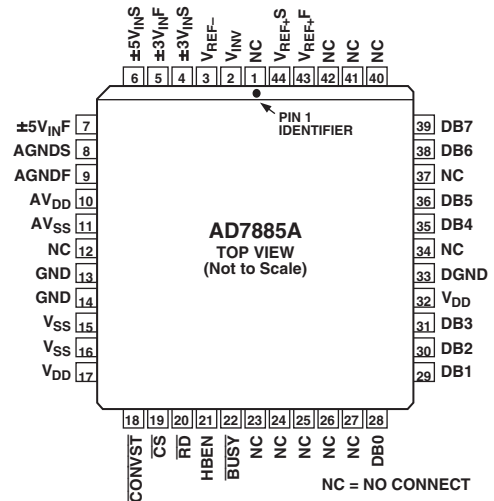 ±5VINS
±3VINF
±3VINS
VREF–
VINV
NC
VREF+S
VREF+F
NC
NC
NC
6 5 4 3 2 1 44 43 42 41 40
PIN 1
IDENTIFIER
±5VINF 7
AGNDS 8
AGNDF 9
AVDD 10
AVSS 11
NC 12
GND 13
GND 14
VSS 15
VSS 16
VDD 17
AD7885A
TOP VIEW
(Not to Scale)
39 DB7
38 DB6
37 NC
36 DB5
35 DB4
34 NC
33 DGND
32 VDD
31 DB3
30 DB2
29 DB1
18 19 20 21 22 23 24 25 26 27 28
CONVST
CS
RD
HBEN
BUSY
NC
NC
NC
NC
NC
DB0
NC = NO CONNECT